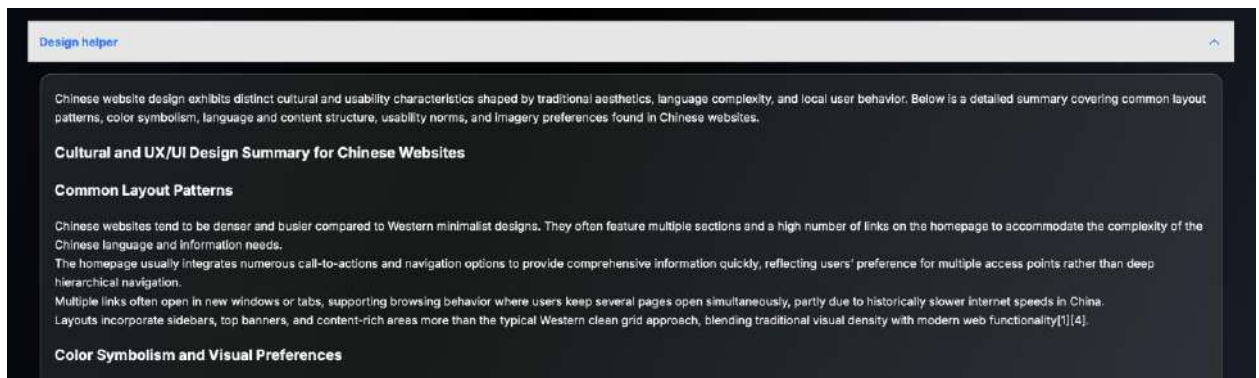 Design helper
Chinese website design exhibits distinct cultural and usability characteristics shaped by traditional aesthetics, language complexity, and local user behavior. Below is a detailed summary covering common layout
patterns, color symbolism, language and content structure, usability norms, and imagery preferences found in Chinese websites.
Cultural and UX/UI Design Summary for Chinese Websites
Common Layout Patterns
Chinese websites tend to be denser and busier compared to Western minimalist designs. They often feature multiple sections and a high number of links on the homepage to accommodate the complexity of the
Chinese language and information needs.
The homepage usually integrates numerous call-to-actions and navigation options to provide comprehensive information quickly, reflecting users' preference for multiple access points rather than deep
hierarchical navigation.
Multiple links often open in new windows or tabs, supporting browsing behavior where users keep several pages open simultaneously, partly due to historically slower internet speeds in China.
Layouts incorporate sidebars, top banners, and content-rich areas more than the typical Western clean grid approach, blending traditional visual density with modern web functionality[1][4].
Color Symbolism and Visual Preferences